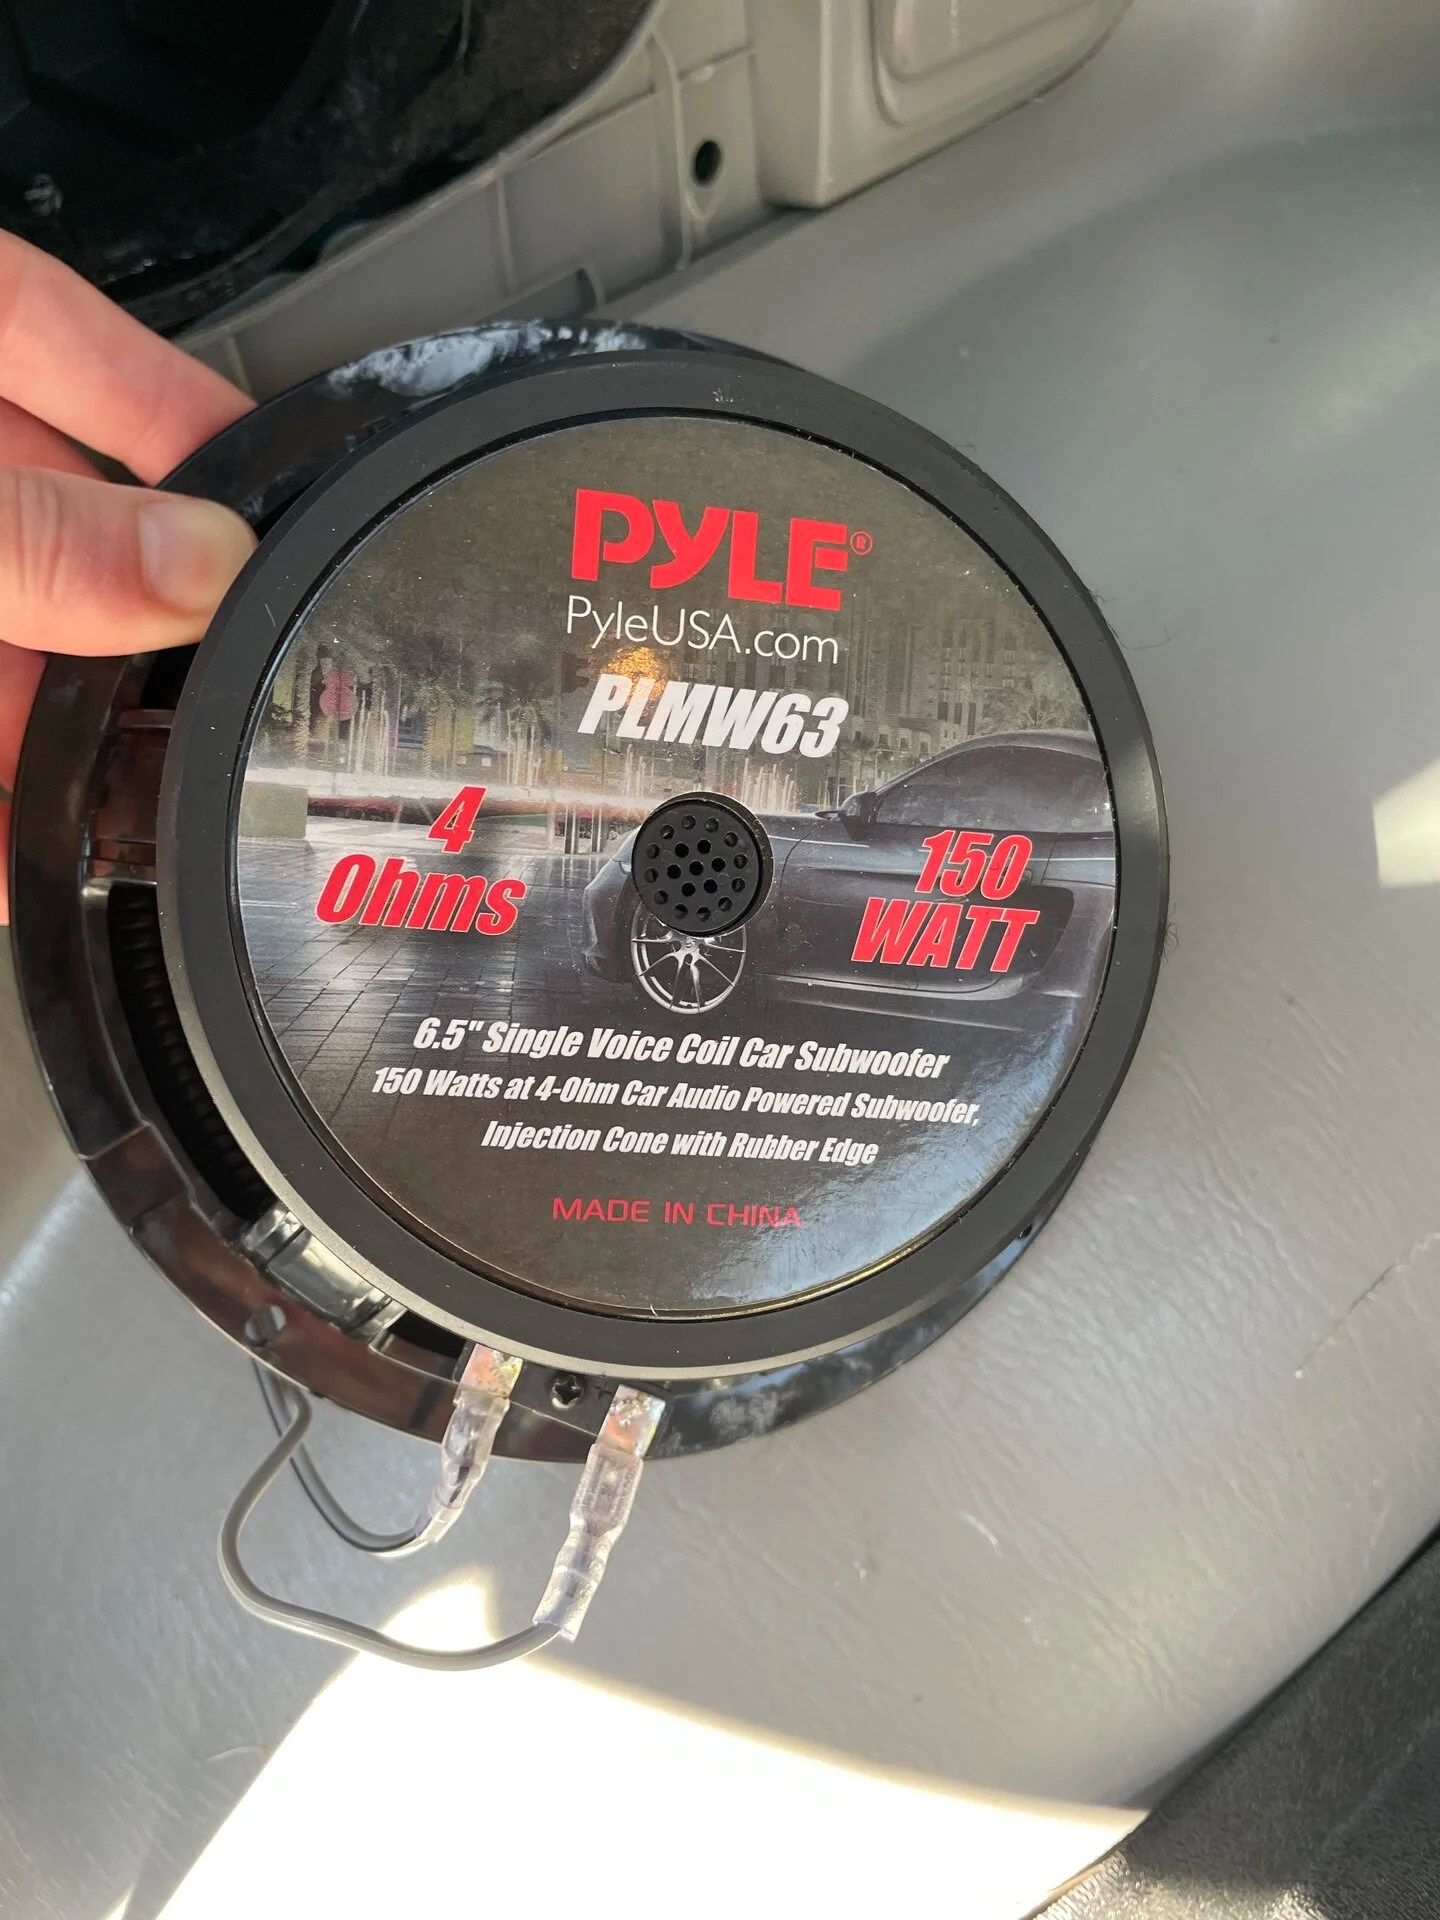 PYLE®
PyleUSA.com
PLMW63
4
Ohms
150
WATT
6.5" Single Voice Coil Car Subwoofer
150 Watts at 4-Ohm Car Audio Powered Subwoofer,
Injection Cone with Rubber Edge
MADE IN CHINA
+